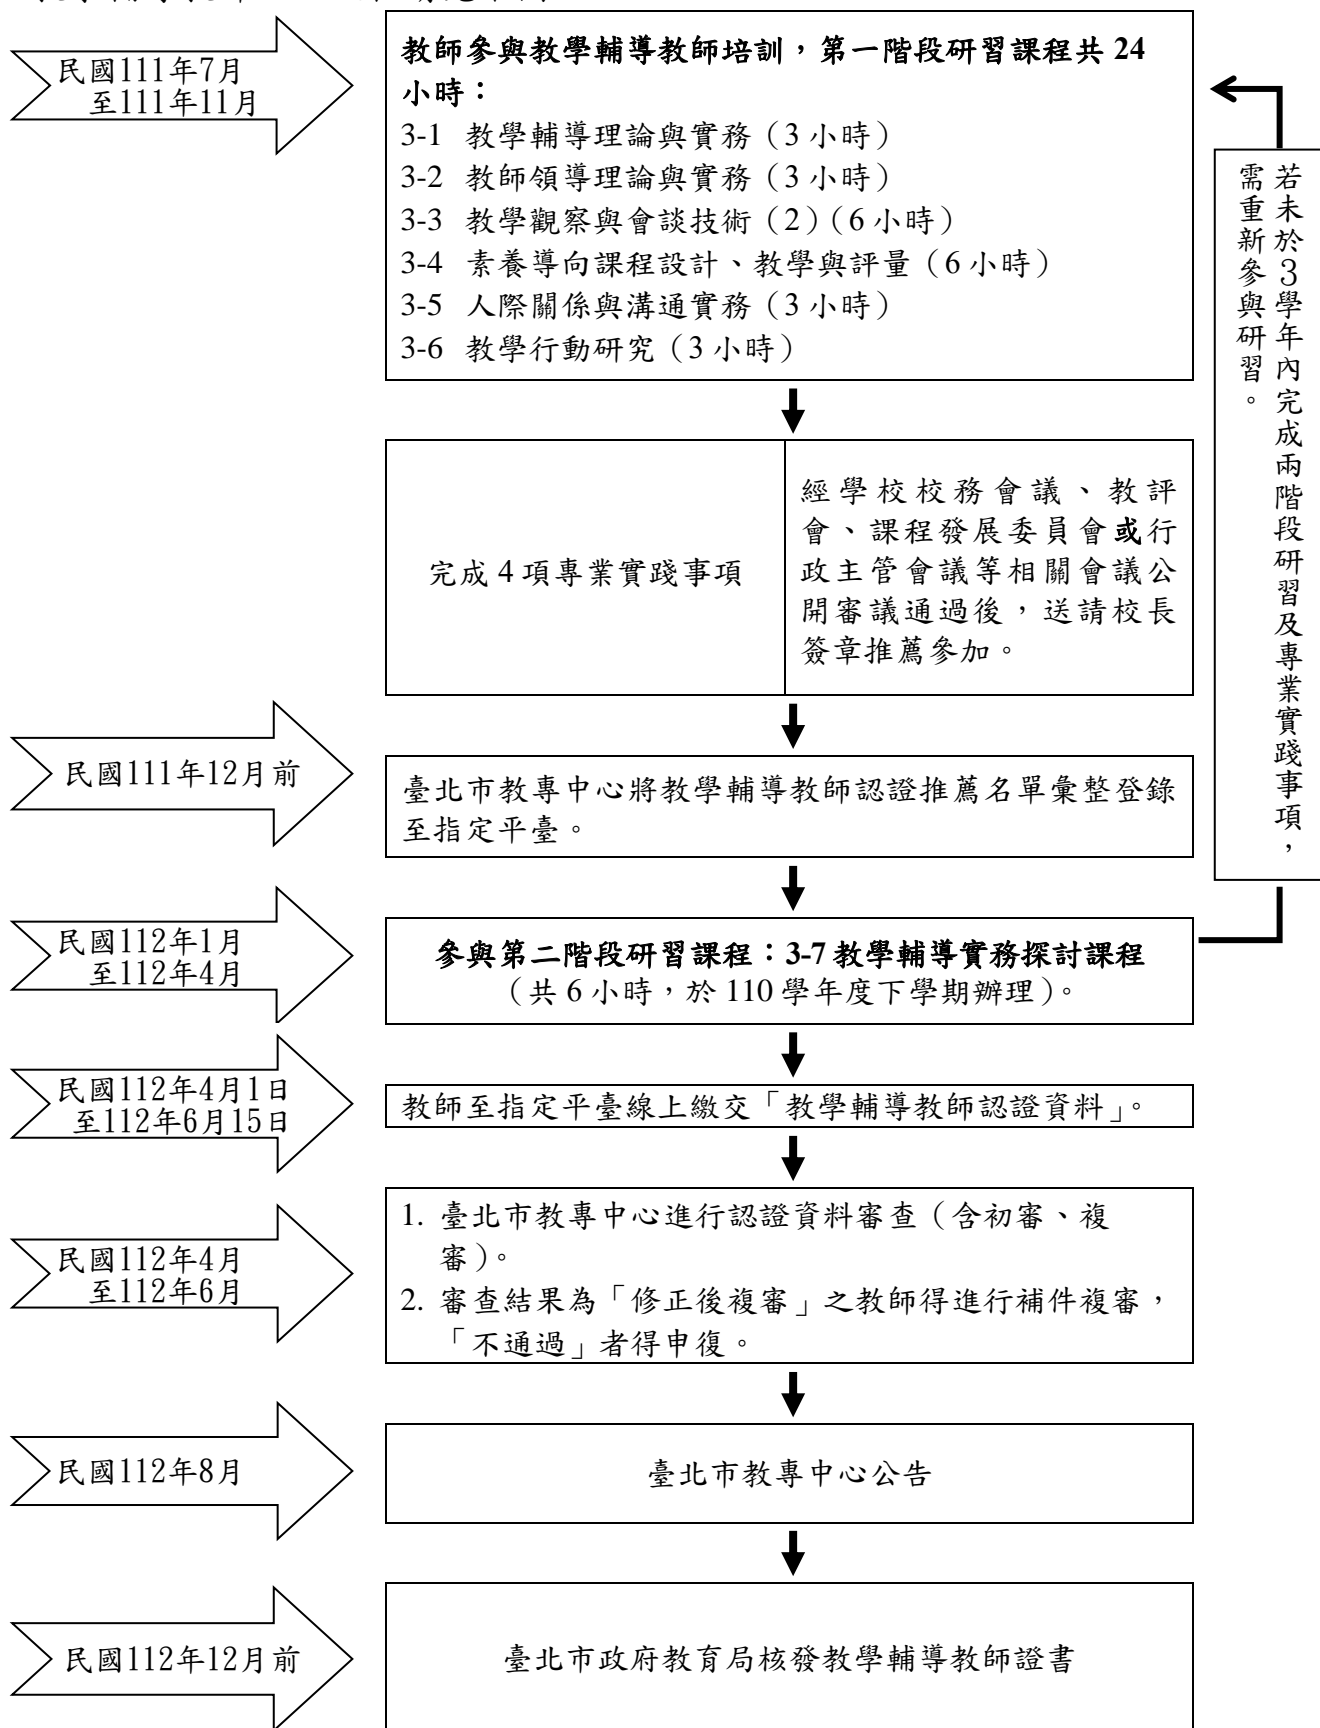 民國111年7月
至111年11月
教師參與教學輔導教師培訓，第一階段研習課程共 24
小時：
3-1 教學輔導理論與實務（3 小時）
3-2 教師領導理論與實務（3 小時）
3-3 教學觀察與會談技術（2）（6 小時）
3-4 素養導向課程設計、教學與評量（6 小時）
3-5 人際關係與溝通實務（3 小時）
3-6 教學行動研究（3 小時）
若未於3學年內完成兩階段研習及專業實踐事項，
需重新參與研習。
完成 4 項專業實踐事項
經學校校務會議、教評
會、課程發展委員會或行
政主管會議等相關會議公
開審議通過後，送請校長
簽章推薦參加。
民國111年12月前
臺北市教專中心將教學輔導教師認證推薦名單彙整登錄
至指定平臺。
民國112年1月
至112年4月
參與第二階段研習課程：3-7 教學輔導實務探討課程
（共 6 小時，於 110 學年度下學期辦理）。
民國112年4月1日
至112年6月15日
教師至指定平臺線上繳交「教學輔導教師認證資料」。
民國112年4月
至112年6月
1. 臺北市教專中心進行認證資料審查（含初審、複
審）。
2. 審查結果為「修正後複審」之教師得進行補件複審，
「不通過」者得申復。
民國112年8月
臺北市教專中心公告
民國112年12月前
臺北市政府教育局核發教學輔導教師證書